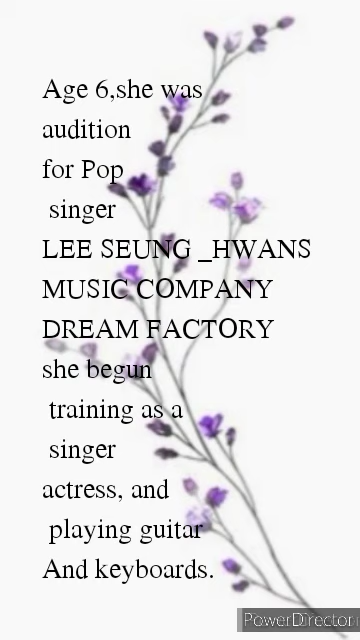 Age 6,she was
audition
for Pop
singer
LEE SEUNG _HWANS
MUSIC COMPANY
DREAM FACTORY
she begun
training as a
singer
actress, and
playing guitar
And keyboards.
PowerDirector